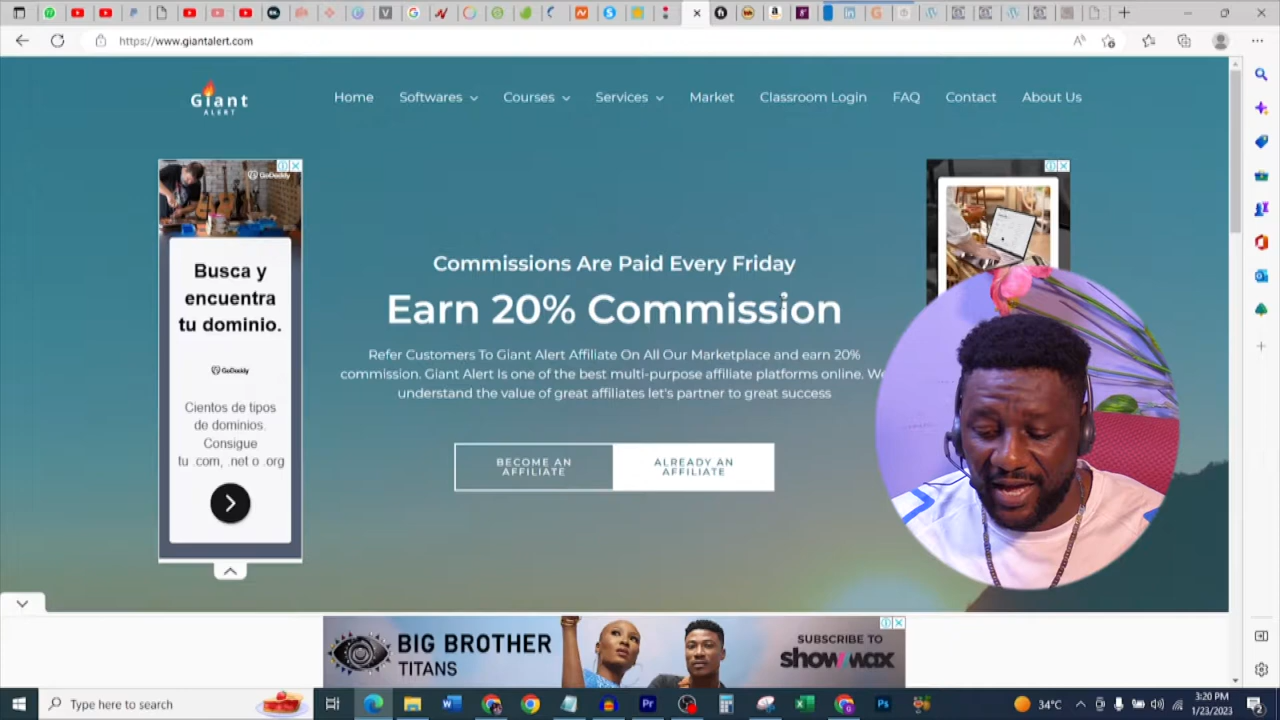 https://www.giantalert.com
Giant
ALERT
Home
Softwares
Courses
Services
Market
Classroom Login
FAQ
Contact
About Us
GoDaddy
Busca y
encuentra
tu dominio.
GoDaddy
Cientos de tipos
de dominios.
Consigue
tu .com, .net o .org
Commissions Are Paid Every Friday
Earn 20% Commission
Refer Customers To Giant Alert Affiliate On All Our Marketplace and earn 20%
commission. Giant Alert Is one of the best multi-purpose affiliate platforms online. We
understand the value of great affiliates let's partner to great success
BECOME AN
AFFILIATE
ALREADY AN
AFFILIATE
BIG BROTHER
TITANS
SUBSCRIBE TO
showmax
Type here to search
34°C
3:20 PM
1/23/2023